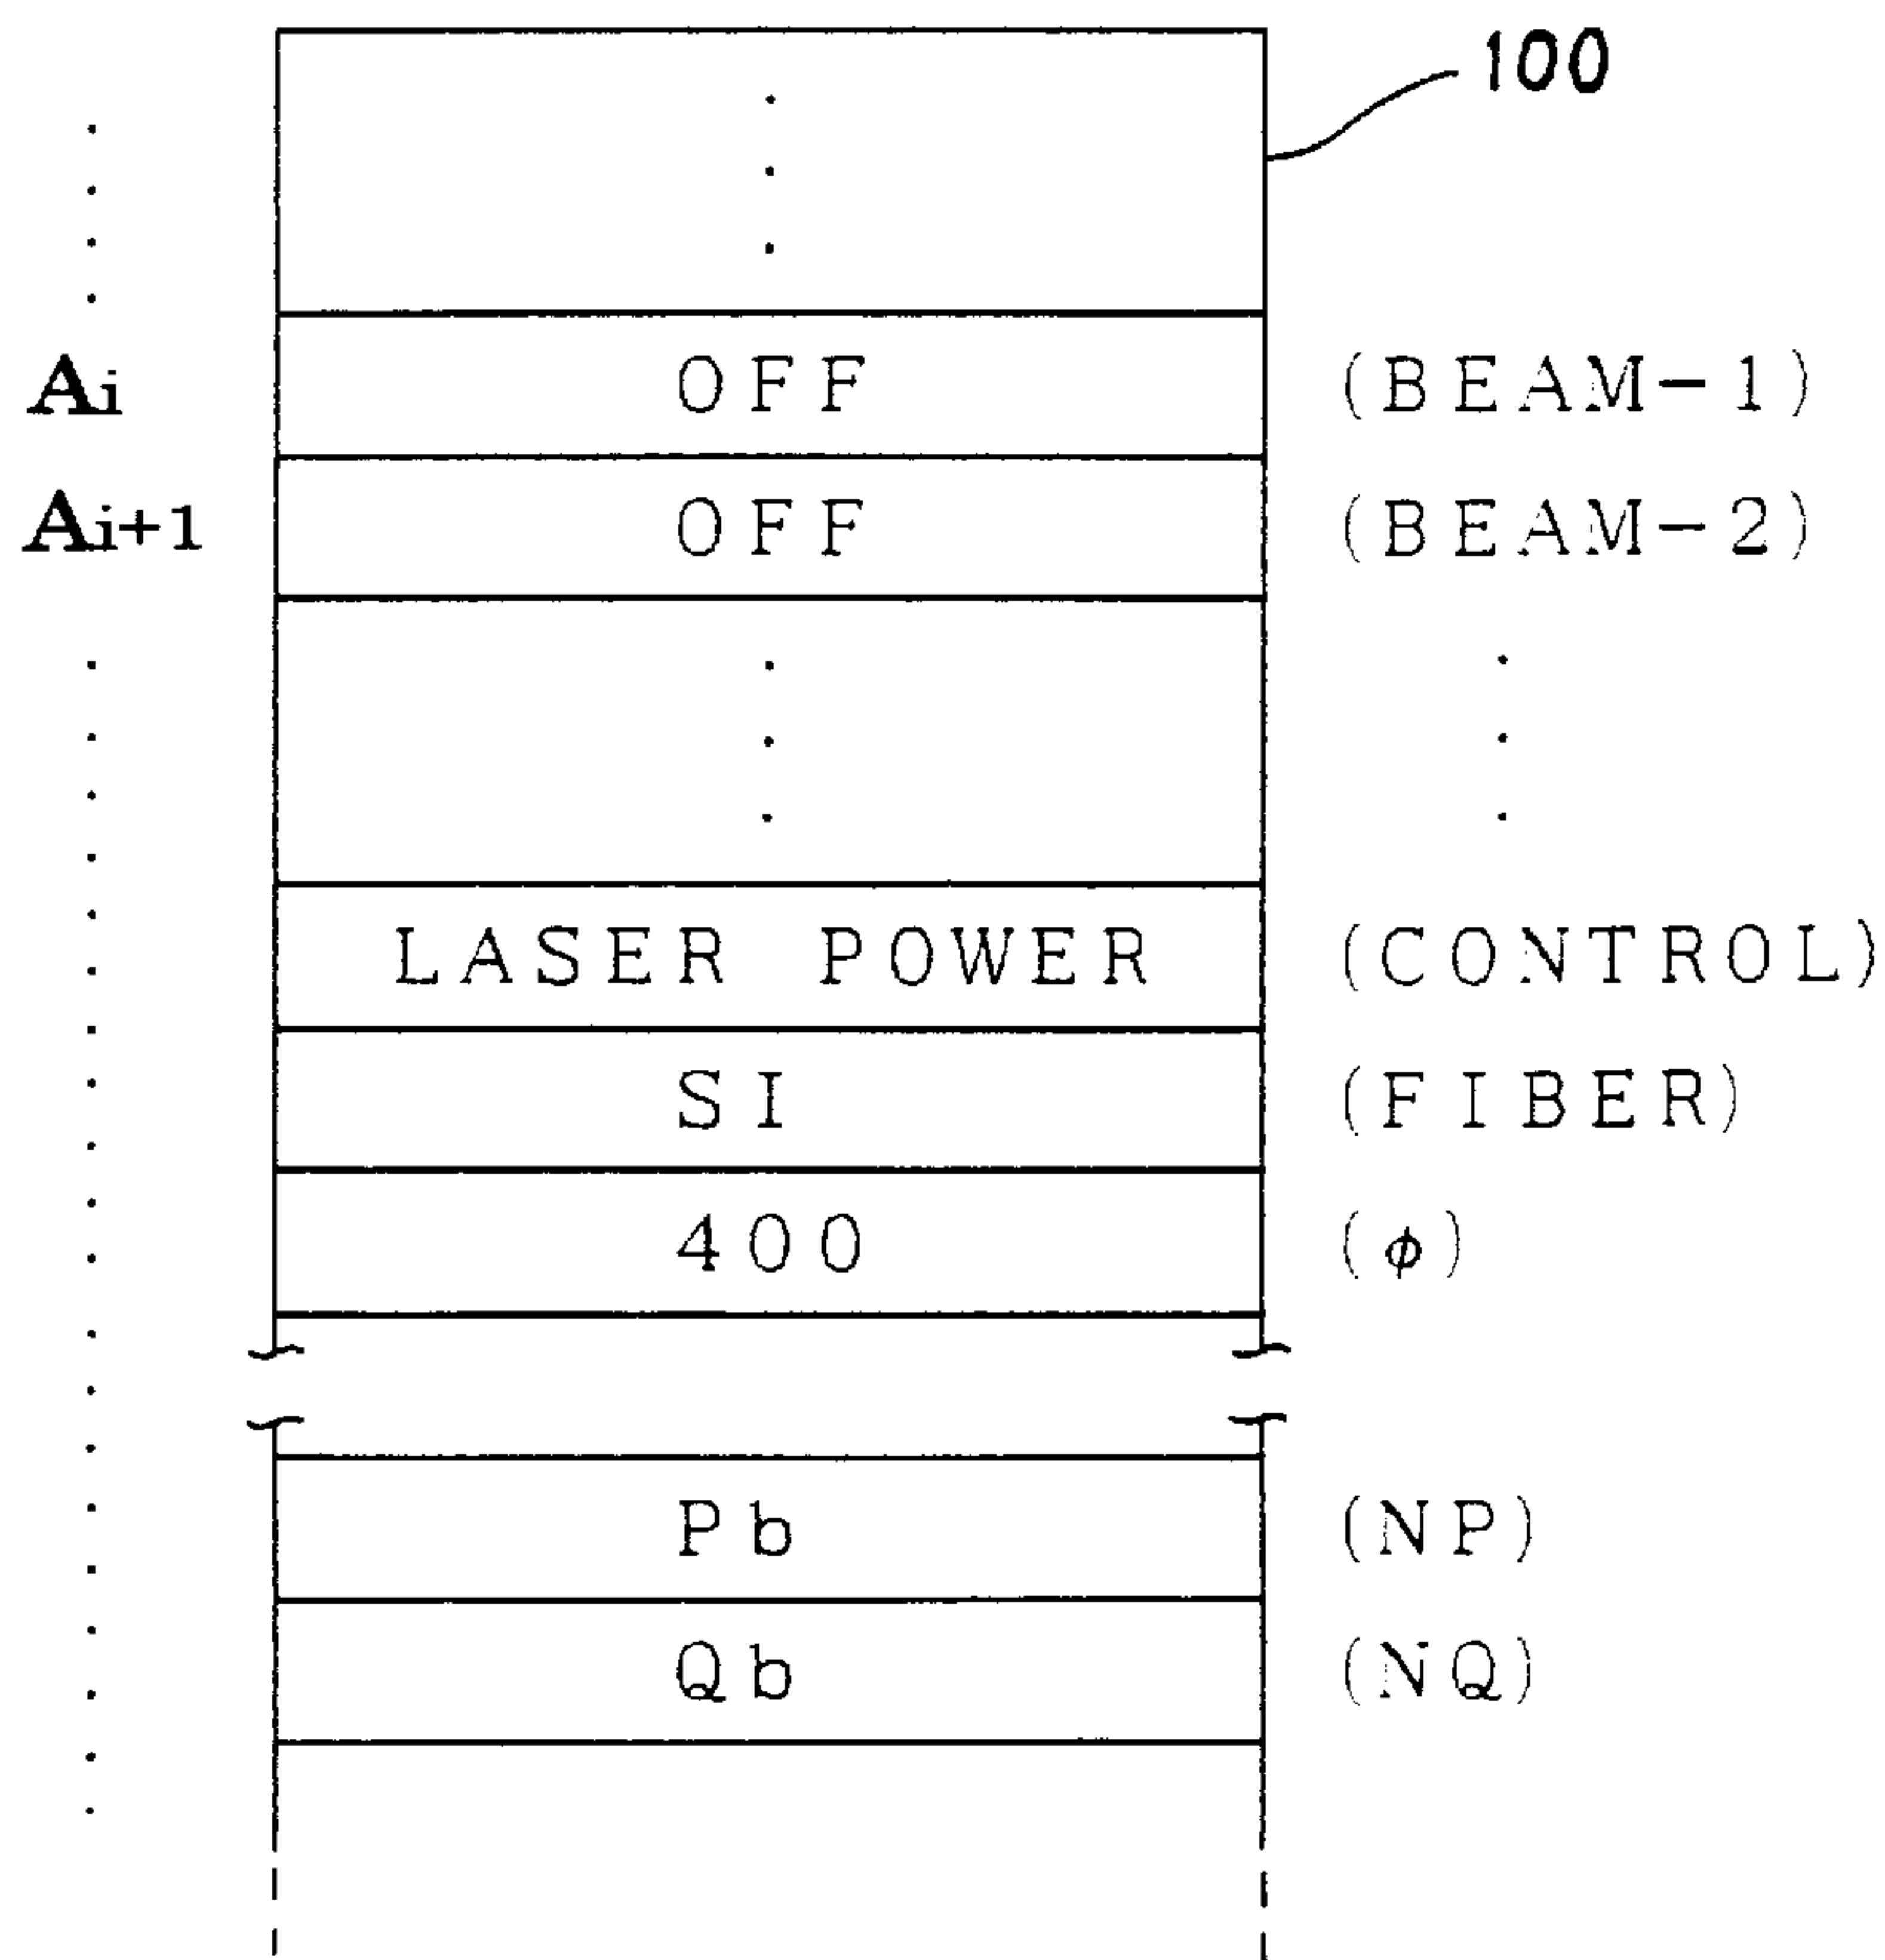 100
Ai OFF (BEAM-1)
Ai+1 OFF (BEAM-2)
LASER POWER (CONTROL)
SI (FIBER)
400 (ϕ)
Pb (NP)
Qb (NQ)